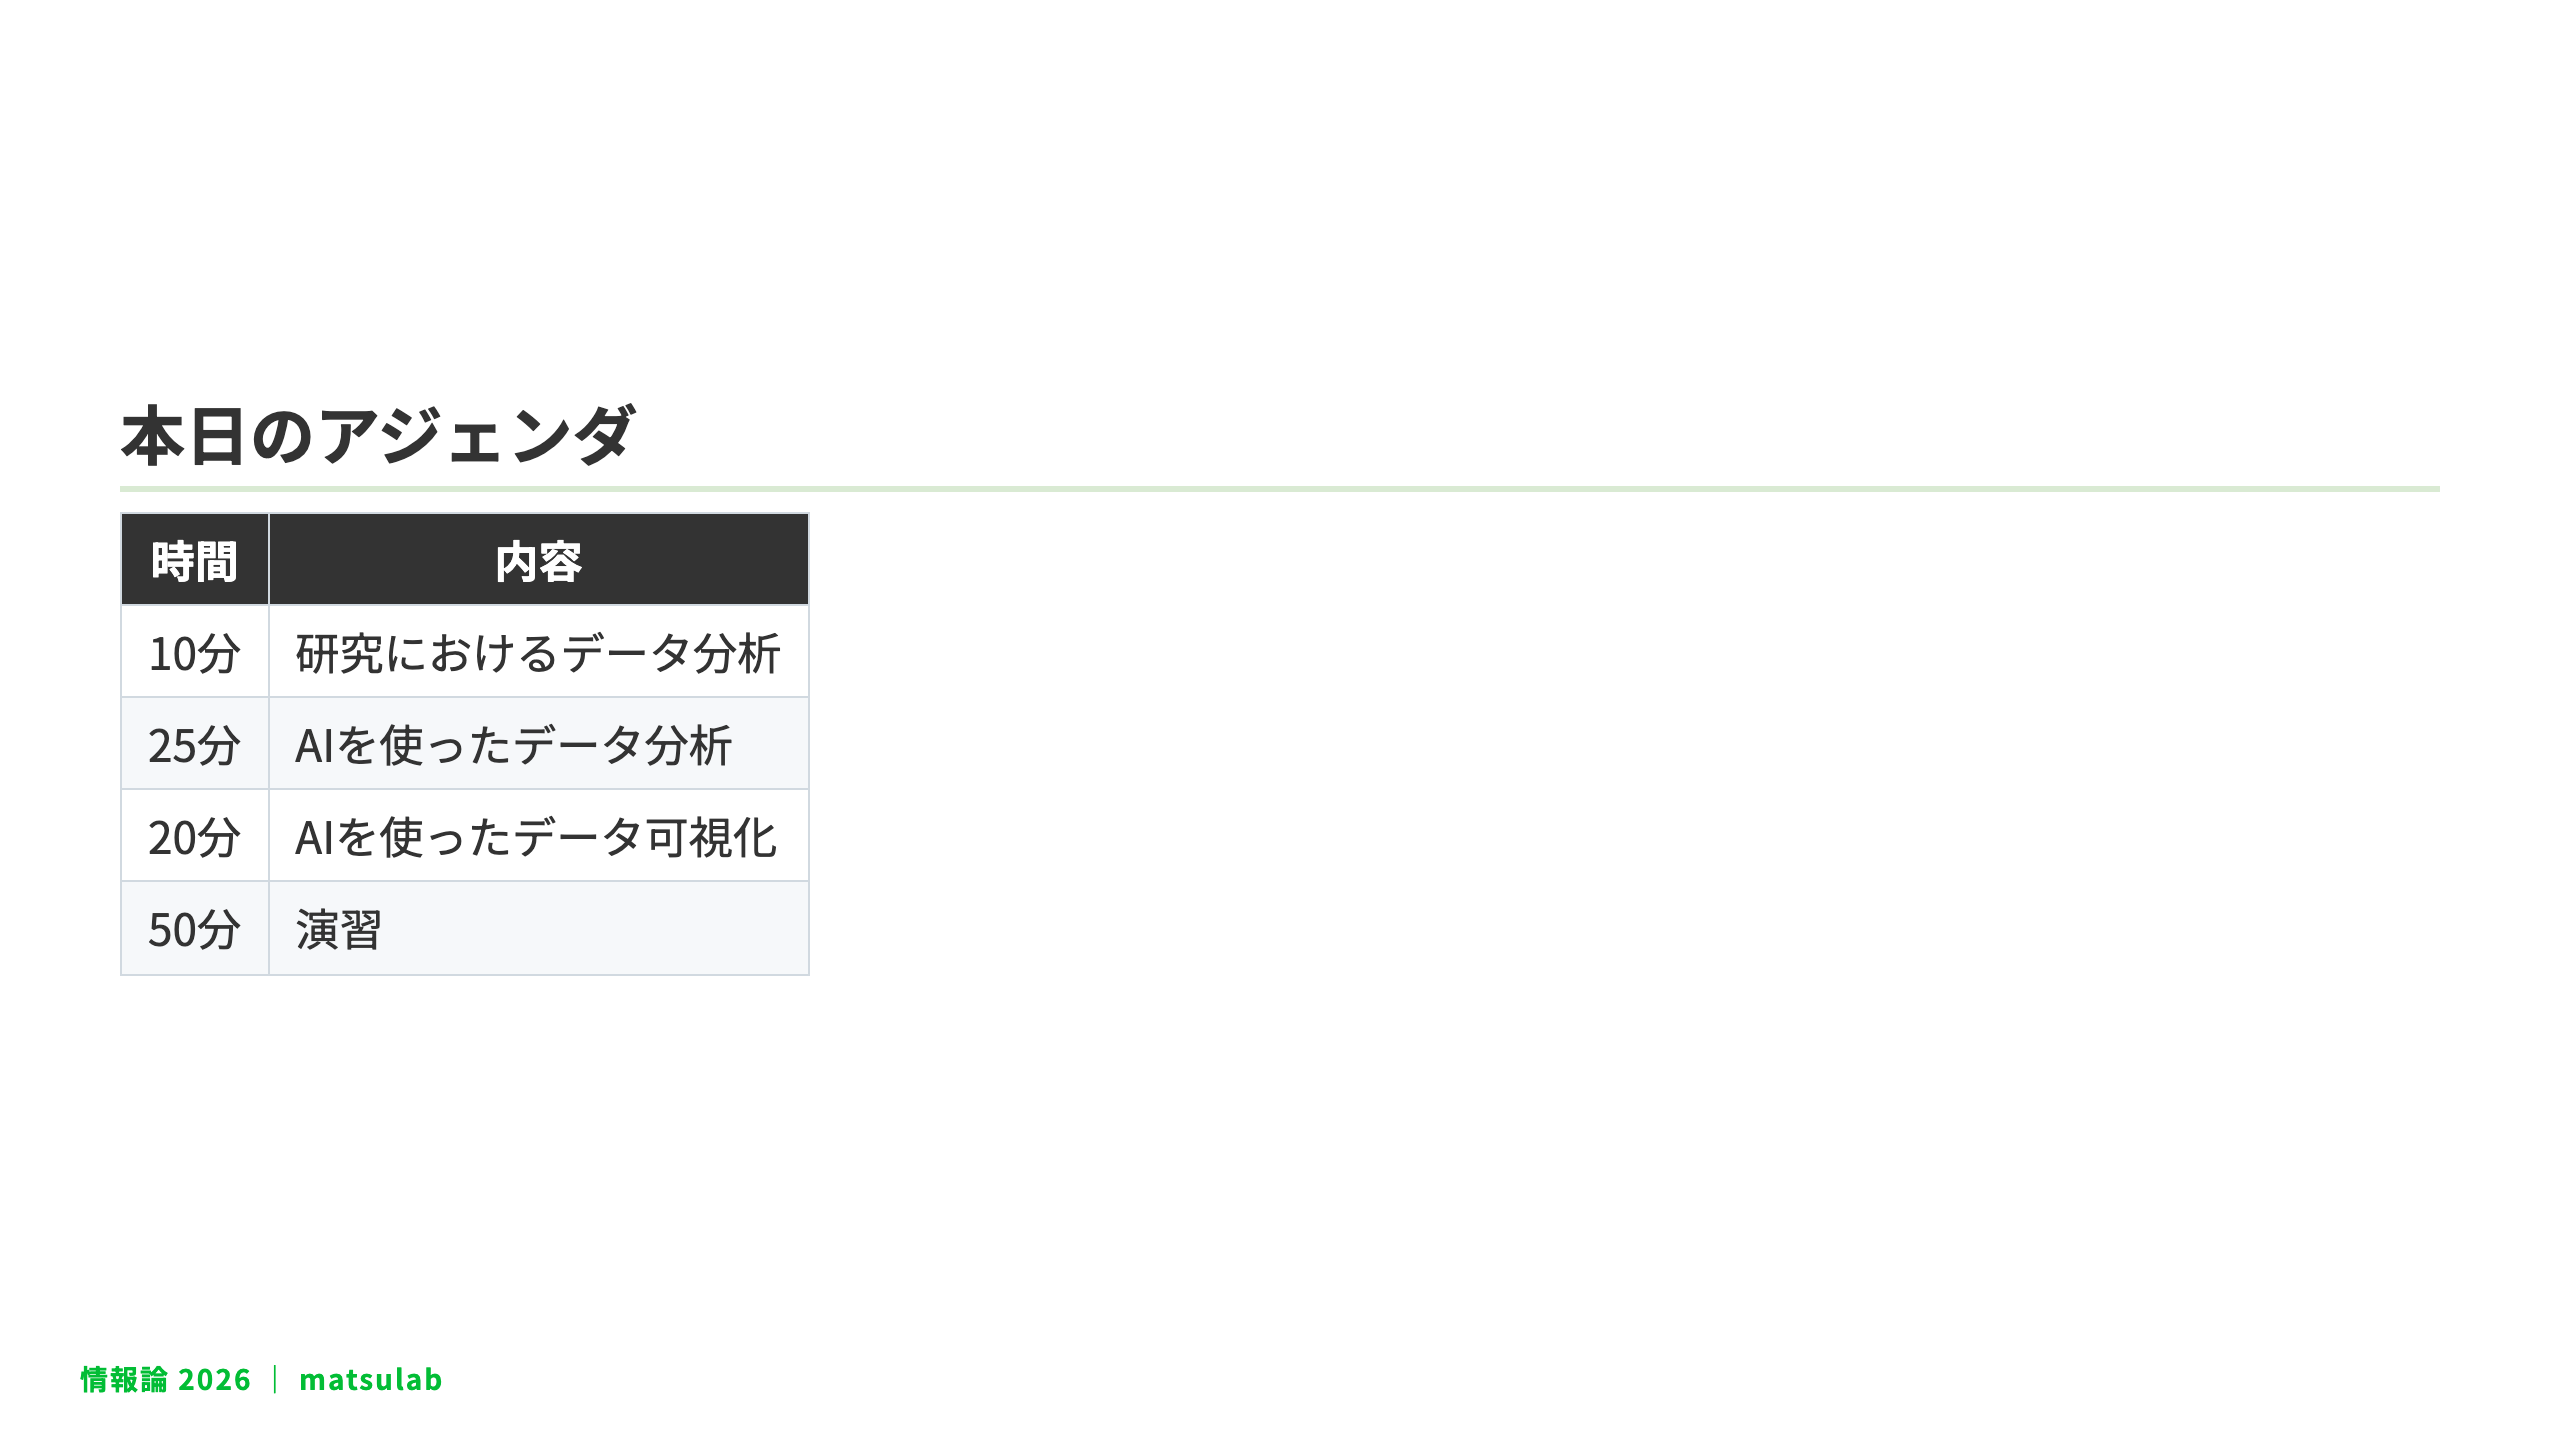 本日のアジェンダ
時間 内容
10分 研究におけるデータ分析
25分 AIを使ったデータ分析
20分 AIを使ったデータ可視化
50分 演習
情報論 2026 ｜ matsulab